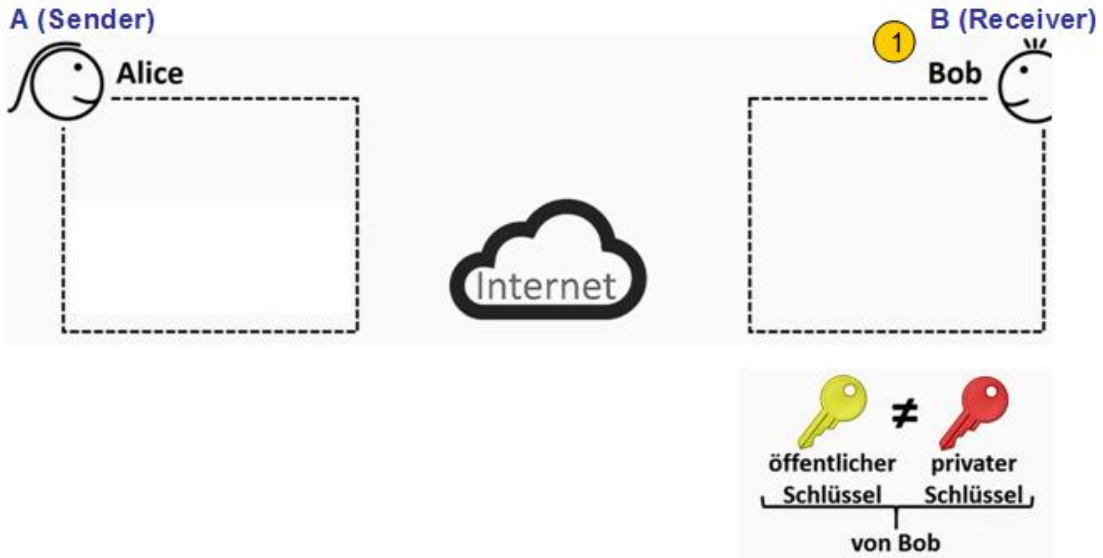 A (Sender)
B (Receiver)
1
Alice
Bob
Internet
≠
öffentlicher
Schlüssel
privater
Schlüssel
von Bob